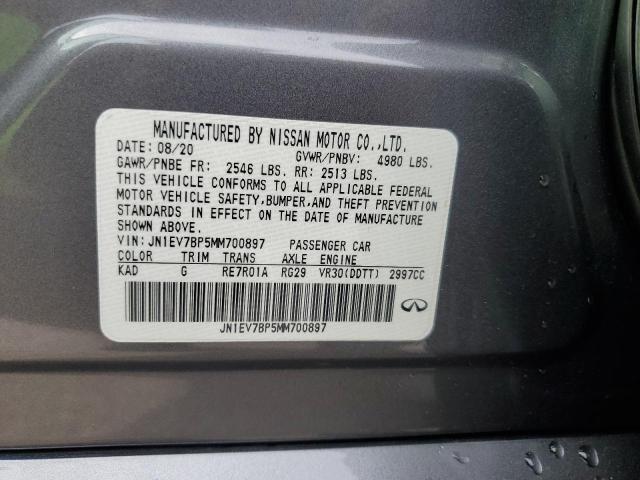 MANUFACTURED BY NISSAN MOTOR CO.,LTD.
DATE: 08/20 GVWR/PNBV: 4980 LBS.
GAWR/PNBE FR: 2546 LBS. RR: 2513 LBS.
THIS VEHICLE CONFORMS TO ALL APPLICABLE FEDERAL
MOTOR VEHICLE SAFETY,BUMPER,AND THEFT PREVENTION
STANDARDS IN EFFECT ON THE DATE OF MANUFACTURE
SHOWN ABOVE.
VIN:JN1EV7BP5MM700897 PASSENGER CAR
COLOR TRIM TRANS AXLE ENGINE
KAD G RE7R01A RG29 VR30(DDTT) 2997CC
JN1EV7BP5MM700897